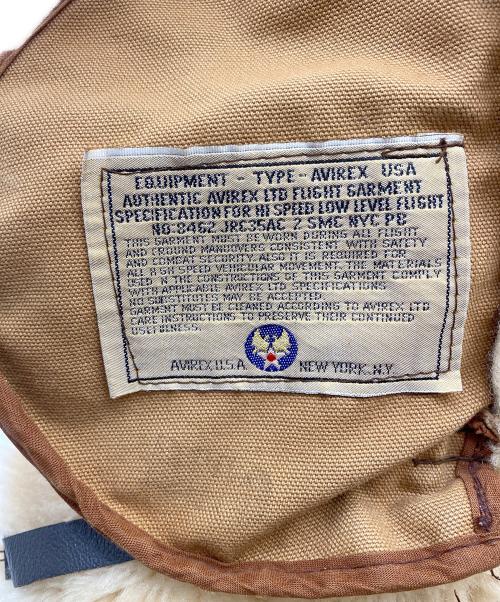 EQUIPMENT - TYPE - AVIREX USA
AUTHENTIC AVIREX LTD FLIGHT GARMENT
SPECIFICATION FOR HI SPEED LOW LEVEL FLIGHT
NO. 8462 JRC35AC 2 SMC NYC PB
THIS GARMENT MUST BE WORN DURING ALL FLIGHT
AND GROUND MANOUVERS CONSISTENT WITH SAFETY
AND COMBAT SECURITY. ALSO IT IS REQUIRED FOR
ALL HIGH SPEED VEHICULAR MOVEMENT. THE MATERIALS
USED IN THE CONSTRUCTIONS OF THIS GARMENT COMPLY
WITH APPLICABLE AVIREX LTD SPECIFICATIONS
NO SUBSTITUTES MAY BE ACCEPTED
GARMENT MUST BE CLEANED ACCORDING TO AVIREX LTD
CARE INSTRUCTIONS TO PRESERVE THEIR CONTINUED
USEFULNESS.
AVIREX, U.S.A. NEW YORK. N.Y.